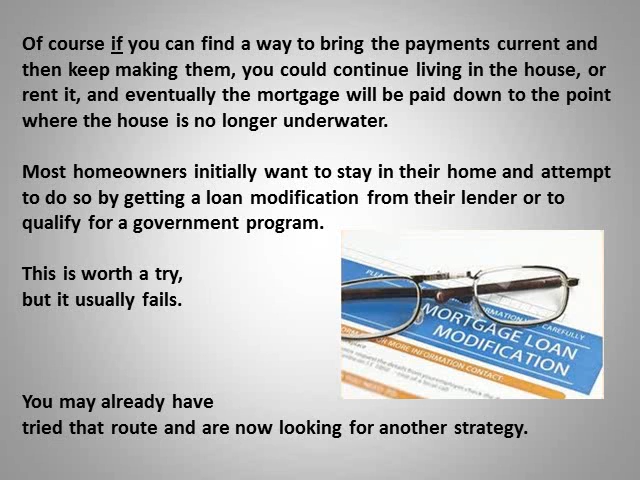 Of course if you can find a way to bring the payments current and
then keep making them, you could continue living in the house, or
rent it, and eventually the mortgage will be paid down to the point
where the house is no longer underwater.
Most homeowners initially want to stay in their home and attempt
to do so by getting a loan modification from their lender or to
qualify for a government program.
This is worth a try,
but it usually fails.
CAREFULLY
MORTGAGE LOAN
MODIFICATION
FOR MORE INFORMATION CONTACT:
You may already have
tried that route and are now looking for another strategy.